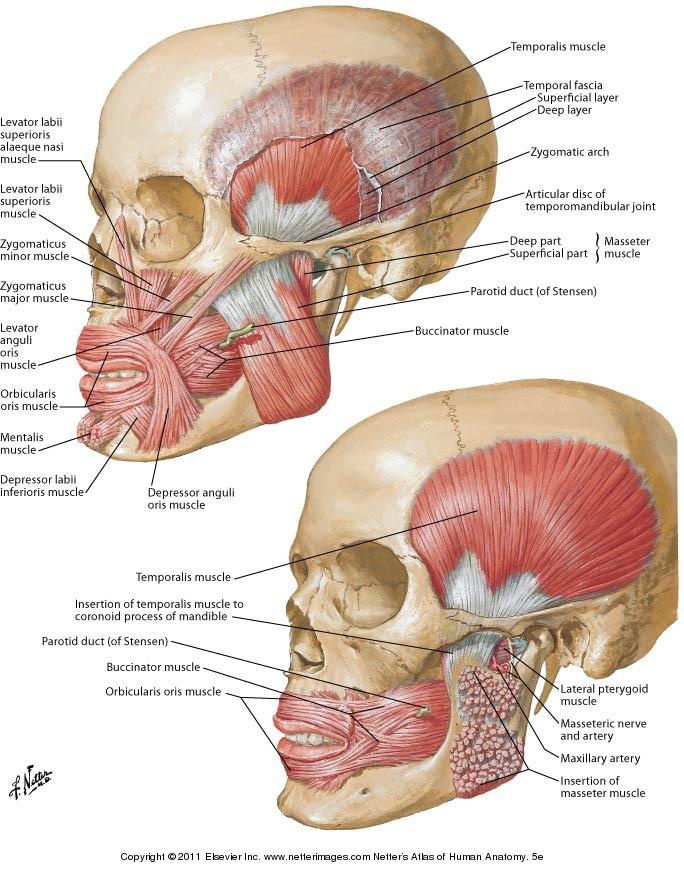 Temporalis muscle
Temporal fascia
Superficial layer
Deep layer
Zygomatic arch
Articular disc of
temporomandibular joint
Deep part
Superficial part
Masseter
muscle
Parotid duct (of Stensen)
Buccinator muscle
Levator labii
superioris
alaeque nasi
muscle
Levator labii
superioris
muscle
Zygomaticus
minor muscle
Zygomaticus
major muscle
Levator
anguli
oris
muscle
Orbicularis
oris muscle
Mentalis
muscle
Depressor labii
inferioris muscle
Depressor anguli
oris muscle
Temporalis muscle
Insertion of temporalis muscle to
coronoid process of mandible
Parotid duct (of Stensen)
Buccinator muscle
Orbicularis oris muscle
Lateral pterygoid
muscle
Masseteric nerve
and artery
Maxillary artery
Insertion of
masseter muscle
F. Netter
M.D.
Copyright © 2011 Elsevier Inc. www.netterimages.com Netter's Atlas of Human Anatomy. 5e